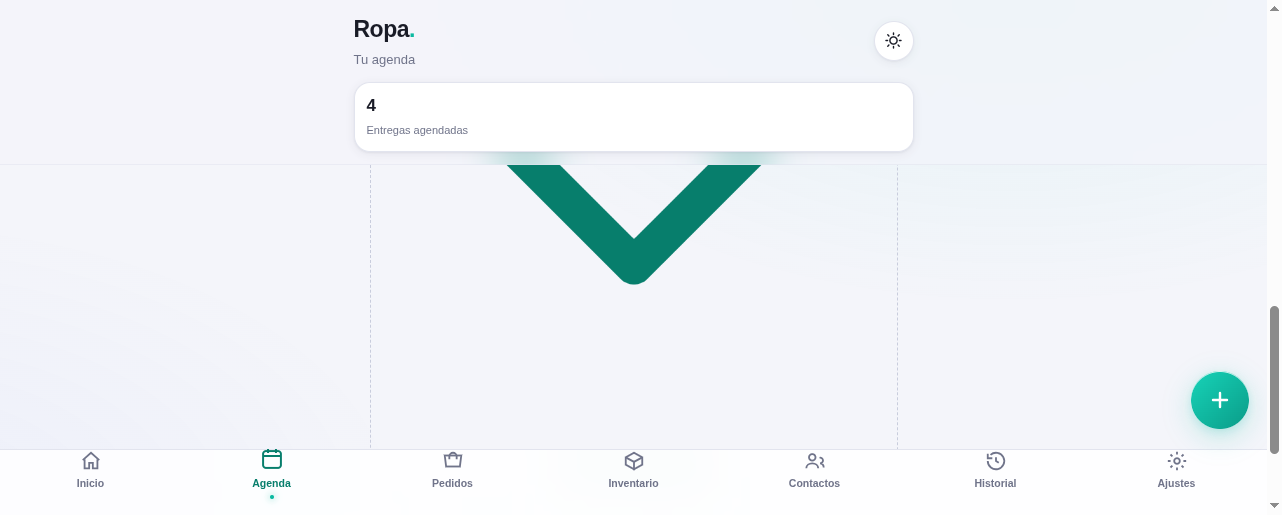 Ropa.
Tu agenda
4
Entregas agendadas
Inicio
Agenda
Pedidos
Inventario
Contactos
Historial
Ajustes